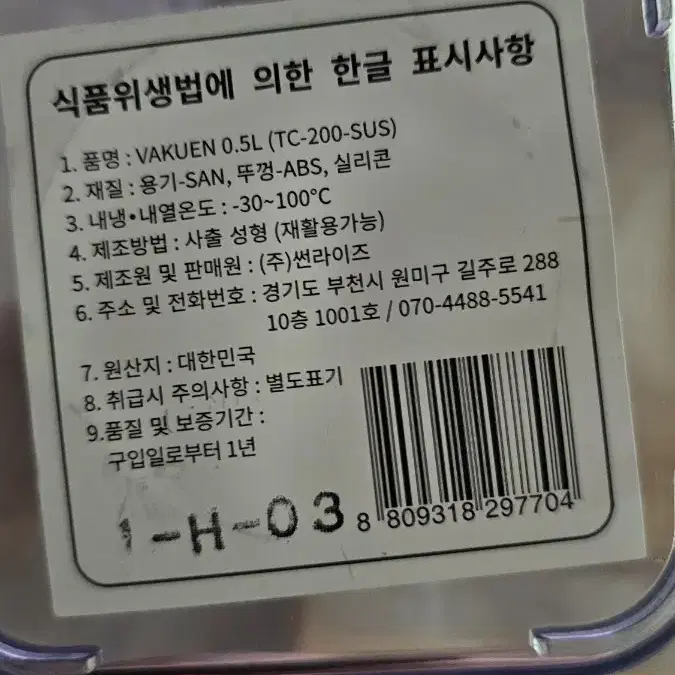 식품위생법에 의한 한글 표시사항
1. 품명 : VAKUEN 0.5L (TC-200-SUS)
2. 재질 : 용기-SAN, 뚜껑-ABS, 실리콘
3. 내냉•내열온도 : -30~100°C
4. 제조방법 : 사출 성형 (재활용가능)
5. 제조원 및 판매원 : (주)썬라이즈
6. 주소 및 전화번호 : 경기도 부천시 원미구 길주로 288
10층 1001호 / 070-4488-5541
7. 원산지 : 대한민국
8. 취급시 주의사항 : 별도표기
9.품질 및 보증기간 :
구입일로부터 1년
1-H-03
8 809318 297704